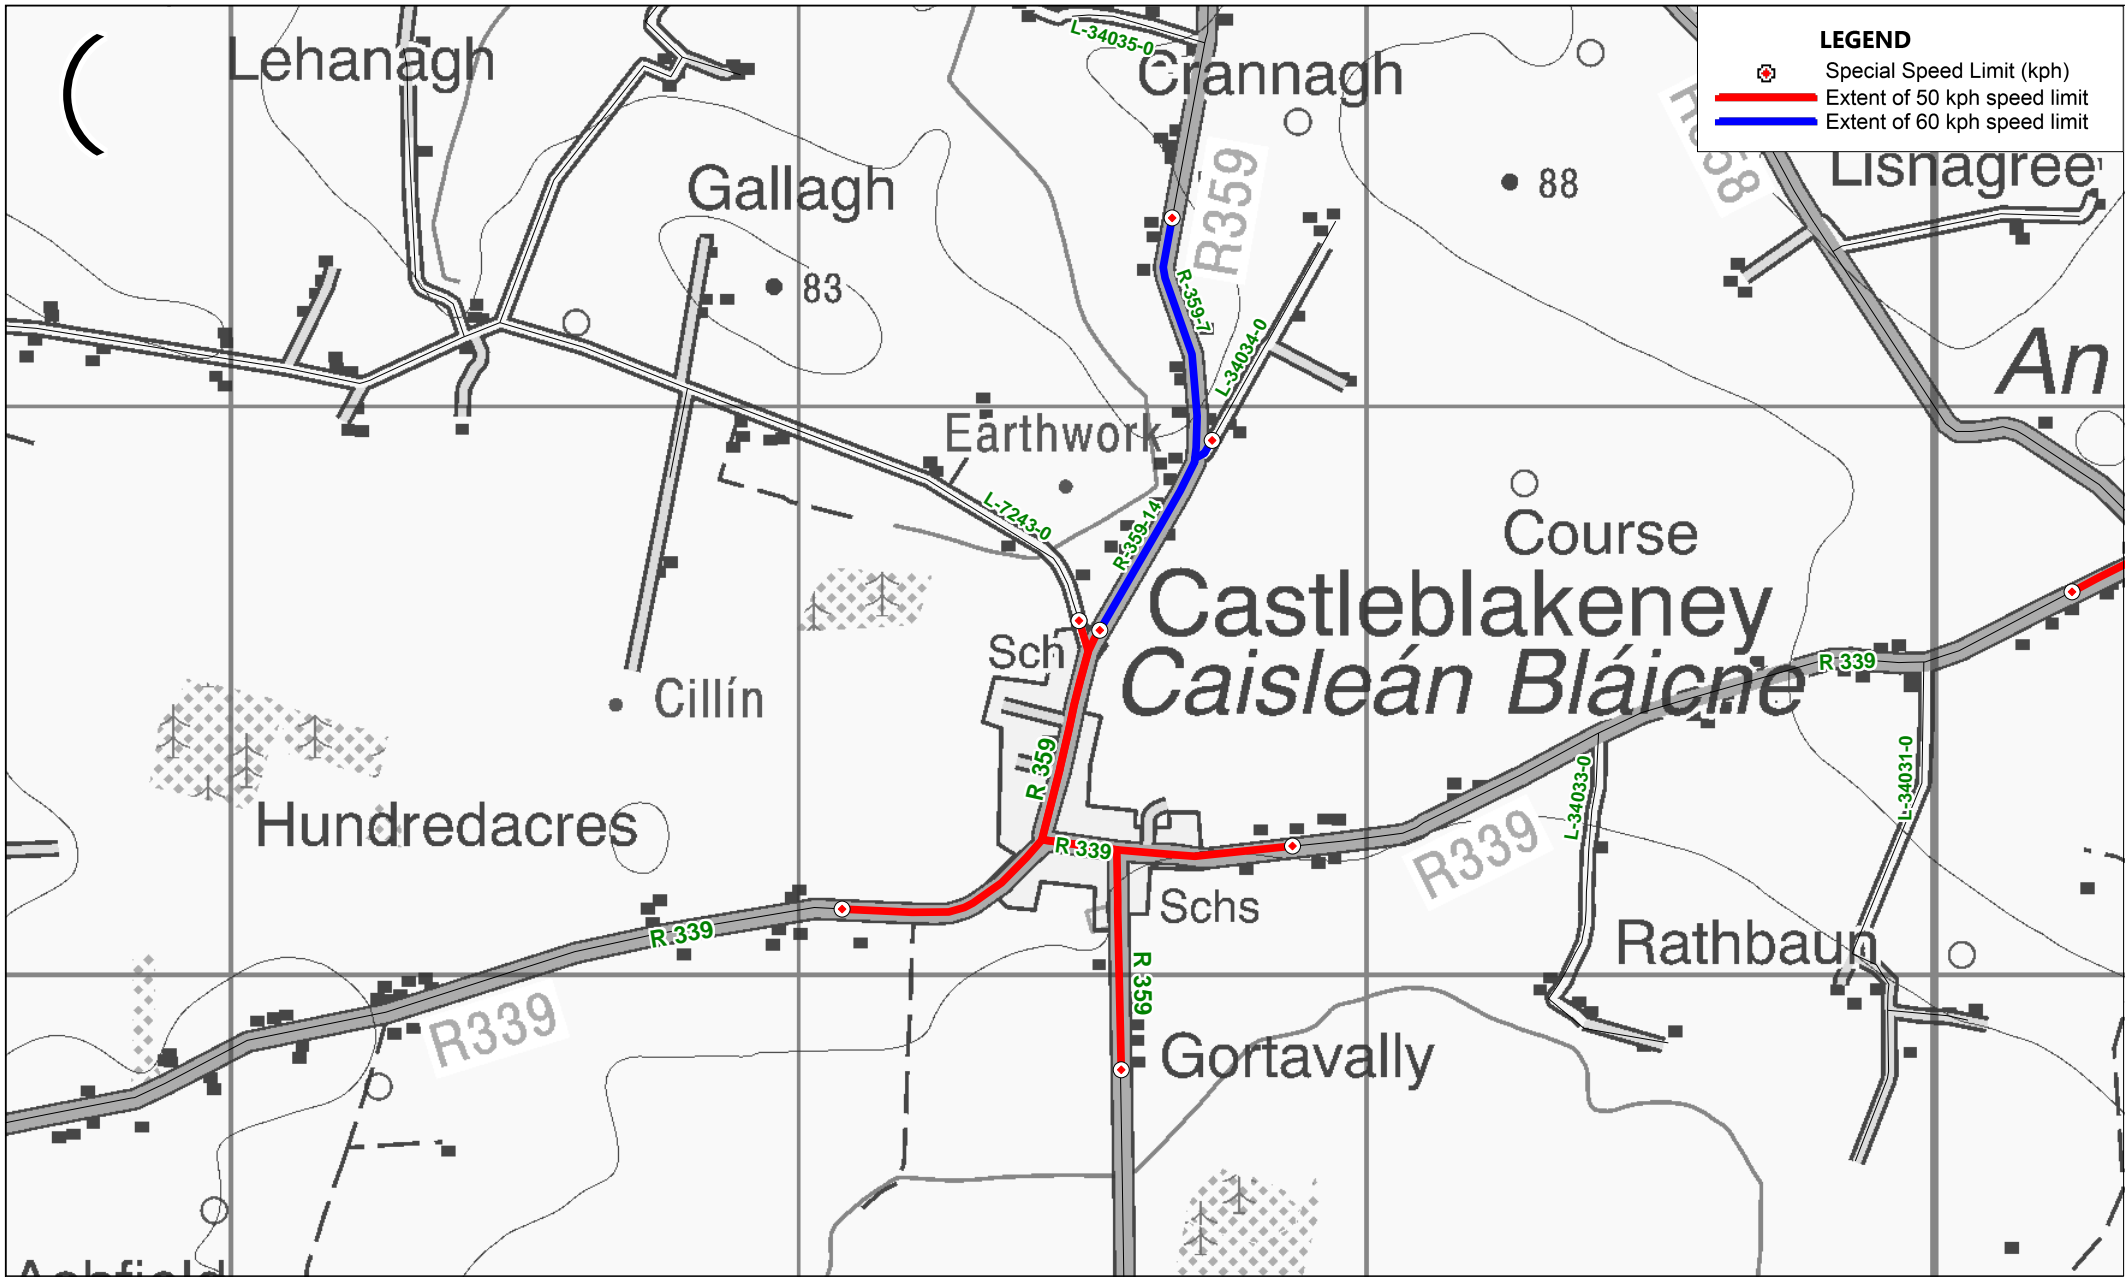 L-34035-0
LEGEND
Special Speed Limit (kph)
Extent of 50 kph speed limit
Extent of 60 kph speed limit
Lehanagh
Crannagh
Gallagh
R359
88
Lisnagree
83
R-359-7
L-34034-0
An
Earthwork
L-7243-0
R-359-14
Course
Castleblakeney
Caisleán Bláicne
Sch
Cillín
R 339
R 359
L-34033-0
L-34031-0
Hundredacres
R 339
R339
Schs
R 339
Rathbaun
R 359
R339
Gortavally